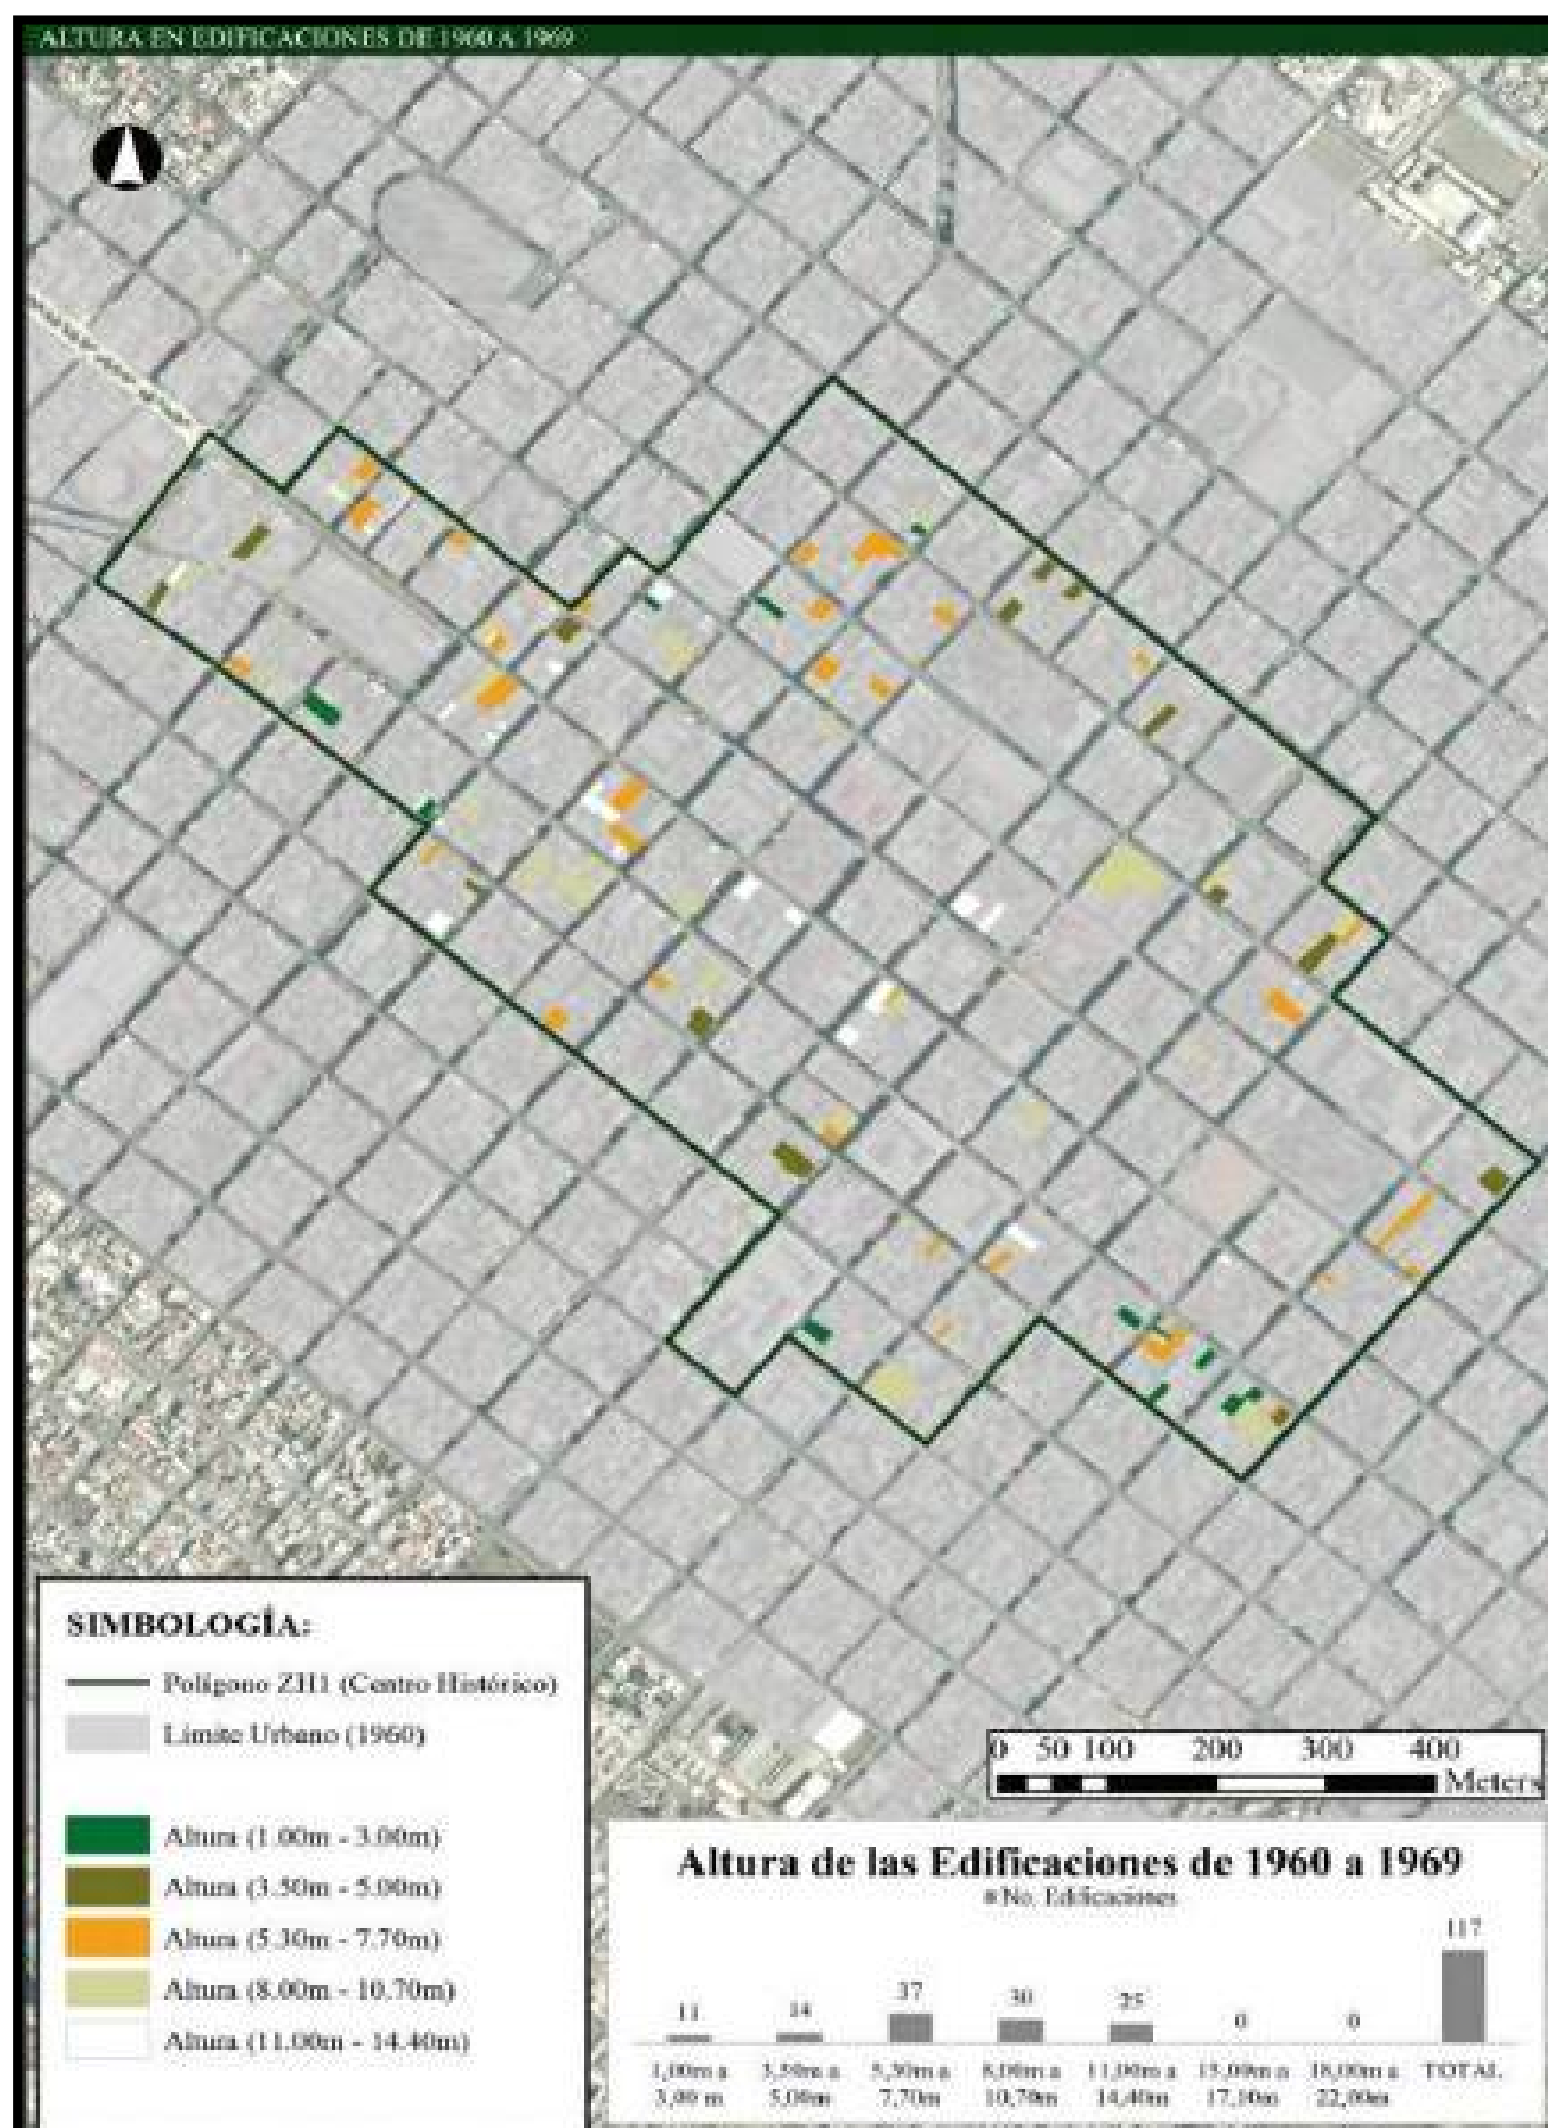 ALTURA EN EDIFICACIONES DE 1960 A 1969
SIMBOLOGÍA:
Polígono ZH1 (Centro Histórico)
Límite Urbano (1960)
Altura (1.00m - 3.00m)
Altura (3.50m - 5.00m)
Altura (5.30m - 7.70m)
Altura (8.00m - 10.70m)
Altura (11.00m - 14.40m)
0 50 100 200 300 400
Meters
Altura de las Edificaciones de 1960 a 1969
No. Edificaciones
11 14 37 30 25 0 0 117
1,00m a 3,50m a 5,30m a 8,00m a 11,00m a 15,00m a 18,00m a TOTAL
3,00 m 5,00m 7,70m 10,70m 14,40m 17,10m 22,00m